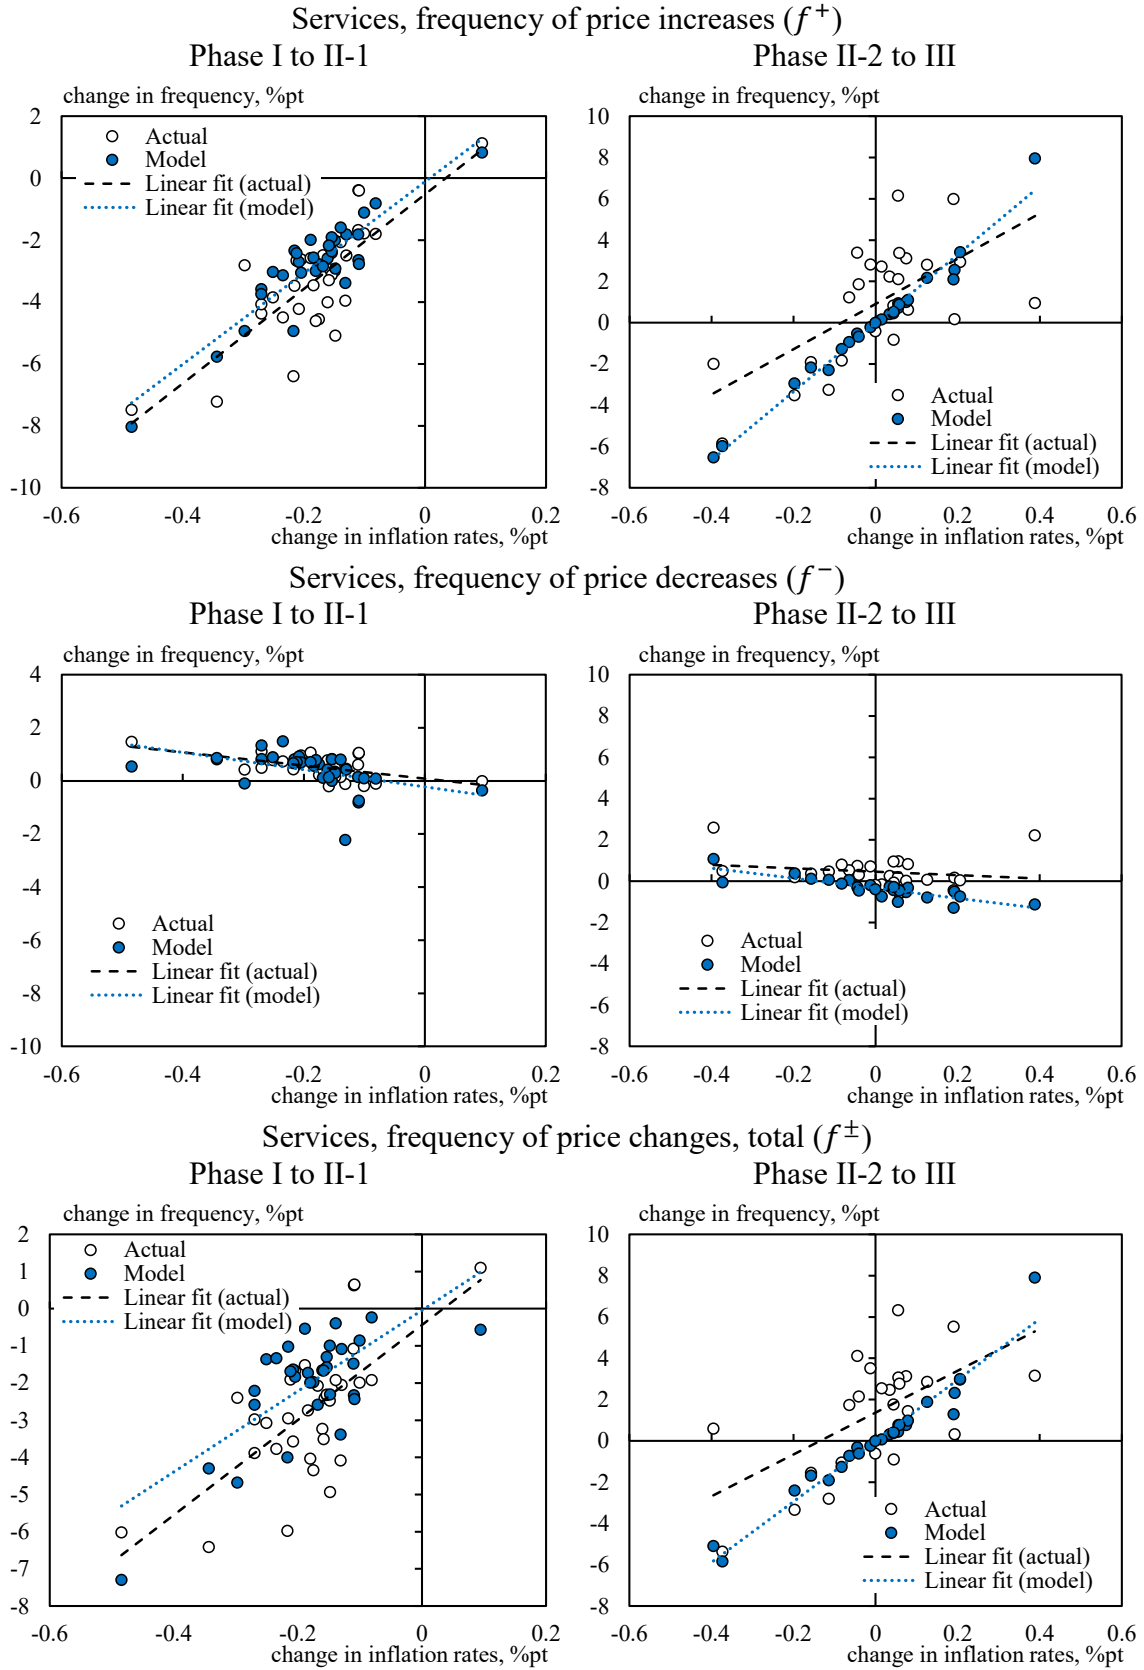 Services, frequency of price increases (f⁺)
Phase I to II-1
change in frequency, %pt
2
0
-2
-4
-6
-8
-10
-0.6
-0.4
-0.2
0
0.2
Actual
Model
Linear fit (actual)
Linear fit (model)
change in inflation rates, %pt
Phase II-2 to III
change in frequency, %pt
10
8
6
4
2
0
-2
-4
-6
-8
-0.6
-0.4
-0.2
0
0.2
0.4
0.6
Actual
Model
Linear fit (actual)
Linear fit (model)
change in inflation rates, %pt
Services, frequency of price decreases (f⁻)
Phase I to II-1
change in frequency, %pt
4
2
0
-2
-4
-6
-8
-10
-0.6
-0.4
-0.2
0
0.2
Actual
Model
Linear fit (actual)
Linear fit (model)
change in inflation rates, %pt
Phase II-2 to III
change in frequency, %pt
10
8
6
4
2
0
-2
-4
-6
-8
-0.6
-0.4
-0.2
0
0.2
0.4
0.6
Actual
Model
Linear fit (actual)
Linear fit (model)
change in inflation rates, %pt
Services, frequency of price changes, total (f±)
Phase I to II-1
change in frequency, %pt
2
1
0
-1
-2
-3
-4
-5
-6
-7
-8
-0.6
-0.4
-0.2
0
0.2
Actual
Model
Linear fit (actual)
Linear fit (model)
change in inflation rates, %pt
Phase II-2 to III
change in frequency, %pt
10
8
6
4
2
0
-2
-4
-6
-8
-0.6
-0.4
-0.2
0
0.2
0.4
0.6
Actual
Model
Linear fit (actual)
Linear fit (model)
change in inflation rates, %pt